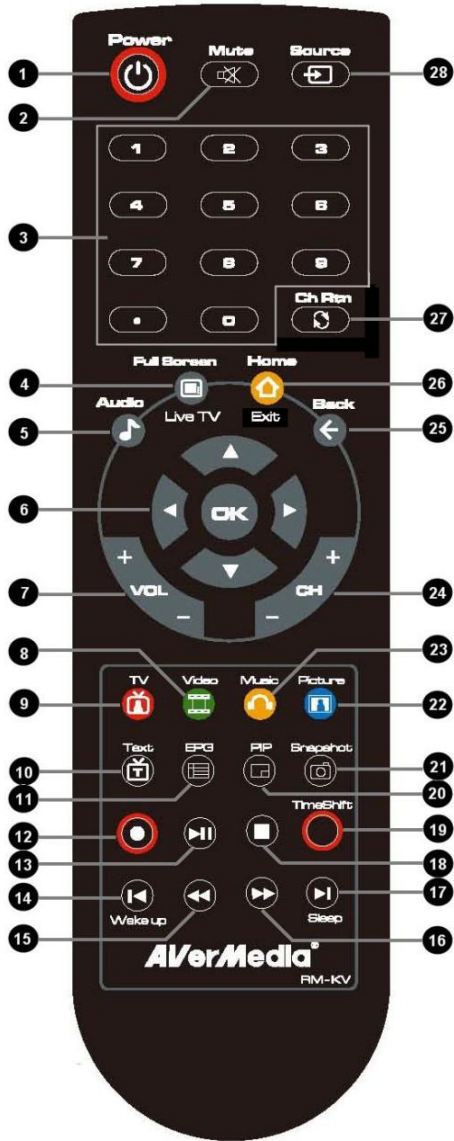 Power
Mute
Source
1
28
2
1 2 3
4 5 6
3
7 8 9
Ch Rtn
. 0
27
Full Screen
Home
4
26
Audio
Live TV
Exit
Back
5
25
6
OK
+
+
7
VOL
CH
24
-
-
8
23
TV
Video
Music
Picture
9
22
Text
EPG
PIP
Snapshot
T
10
21
11
20
TimeShift
12
19
13
18
14
17
Wake up
Sleep
15
16
AVerMedia®
RM-KV